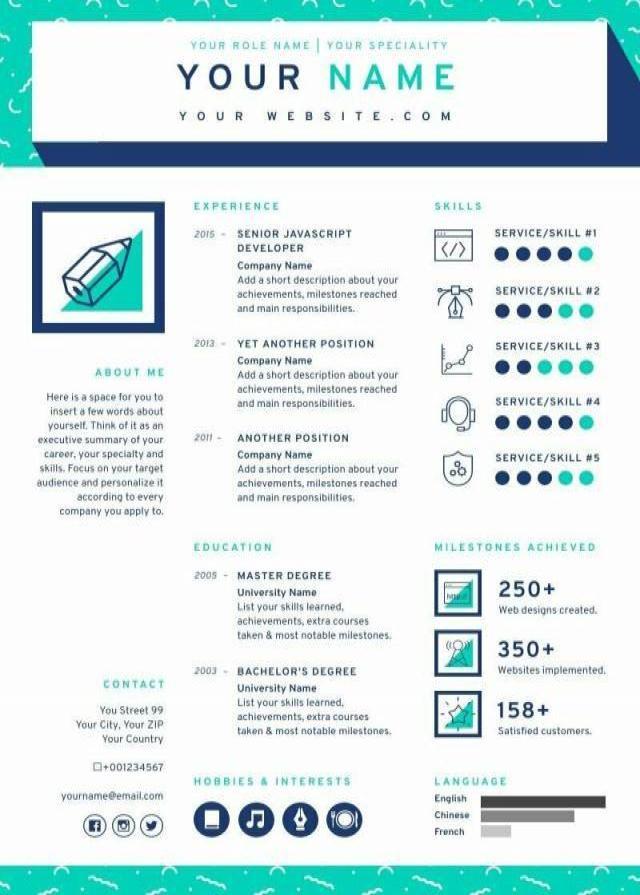 YOUR ROLE NAME | YOUR SPECIALITY
YOUR NAME
YOUR WEBSITE.COM
ABOUT ME
Here is a space for you to
insert a few words about
yourself. Think of it as an
executive summary of your
career, your specialty and
skills. Focus on your target
audience and personalize it
according to every
company you apply to.
CONTACT
You Street 99
Your City, Your ZIP
Your Country
☐+001234567
yourname@email.com
EXPERIENCE
2015 - SENIOR JAVASCRIPT
DEVELOPER
Company Name
Add a short description about your
achievements, milestones reached
and main responsibilities.
2013 - YET ANOTHER POSITION
Company Name
Add a short description about your
achievements, milestones reached
and main responsibilities.
2011 - ANOTHER POSITION
Company Name
Add a short description about your
achievements, milestones reached
and main responsibilities.
EDUCATION
2005 - MASTER DEGREE
University Name
List your skills learned,
achievements, extra courses
taken & most notable milestones.
2003 - BACHELOR'S DEGREE
University Name
List your skills learned,
achievements, extra courses
taken & most notable milestones.
HOBBIES & INTERESTS
SKILLS
</>
SERVICE/SKILL #1
SERVICE/SKILL #2
SERVICE/SKILL #3
SERVICE/SKILL #4
SERVICE/SKILL #5
MILESTONES ACHIEVED
250+
Web designs created.
350+
Websites implemented.
158+
Satisfied customers.
LANGUAGE
English
Chinese
French